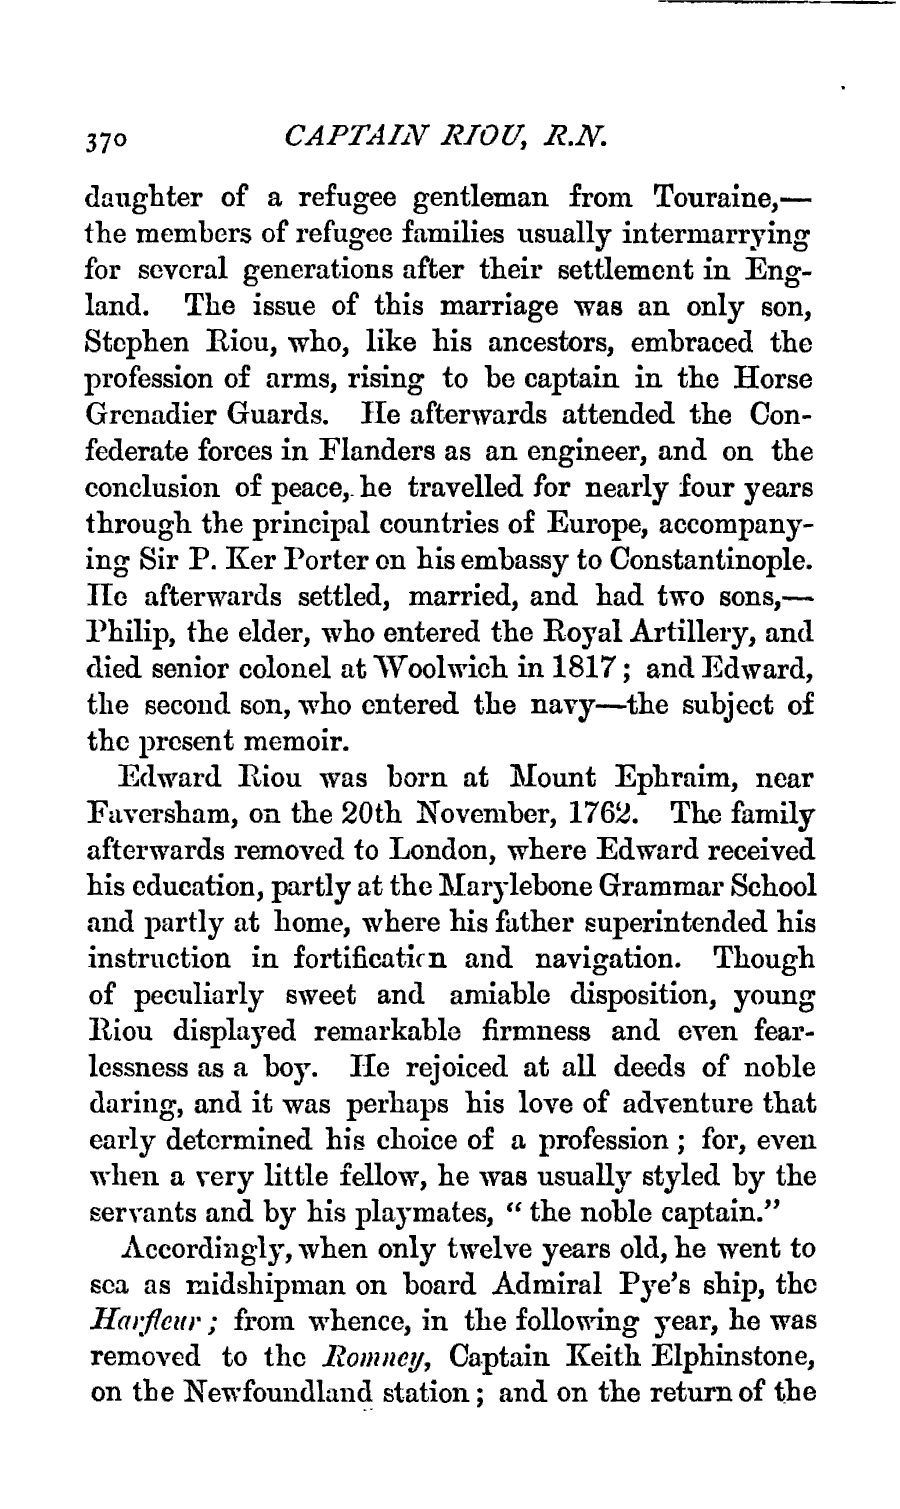 370 CAPTAIN RIOU, R.N.
daughter of a refugee gentleman from Touraine,—
the members of refugee families usually intermarrying
for several generations after their settlement in Eng-
land. The issue of this marriage was an only son,
Stephen Riou, who, like his ancestors, embraced the
profession of arms, rising to be captain in the Horse
Grenadier Guards. He afterwards attended the Con-
federate forces in Flanders as an engineer, and on the
conclusion of peace, he travelled for nearly four years
through the principal countries of Europe, accompany-
ing Sir P. Ker Porter on his embassy to Constantinople.
He afterwards settled, married, and had two sons,—
Philip, the elder, who entered the Royal Artillery, and
died senior colonel at Woolwich in 1817; and Edward,
the second son, who entered the navy—the subject of
the present memoir.
Edward Riou was born at Mount Ephraim, near
Faversham, on the 20th November, 1762. The family
afterwards removed to London, where Edward received
his education, partly at the Marylebone Grammar School
and partly at home, where his father superintended his
instruction in fortification and navigation. Though
of peculiarly sweet and amiable disposition, young
Riou displayed remarkable firmness and even fear-
lessness as a boy. He rejoiced at all deeds of noble
daring, and it was perhaps his love of adventure that
early determined his choice of a profession; for, even
when a very little fellow, he was usually styled by the
servants and by his playmates, "the noble captain."
Accordingly, when only twelve years old, he went to
sea as midshipman on board Admiral Pye's ship, the
Harfleur; from whence, in the following year, he was
removed to the Romney, Captain Keith Elphinstone,
on the Newfoundland station; and on the return of the